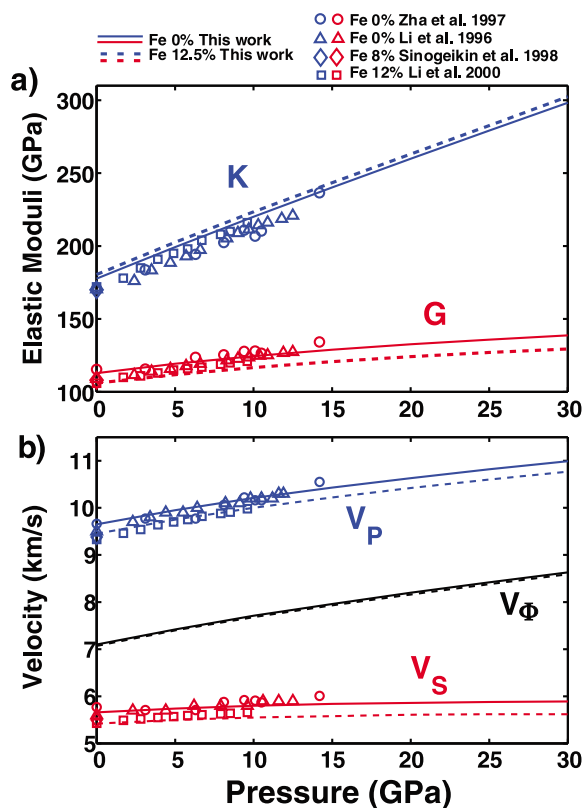 Fe 0% This work
Fe 12.5% This work
Fe 0% Zha et al. 1997
Fe 0% Li et al. 1996
Fe 8% Sinogeikin et al. 1998
Fe 12% Li et al. 2000
a)
300
250
200
150
100
Elastic Moduli (GPa)
K
G
0 5 10 15 20 25 30
b)
11
10
9
8
7
6
5
Velocity (km/s)
V_P
V_Φ
V_S
0 5 10 15 20 25 30
Pressure (GPa)